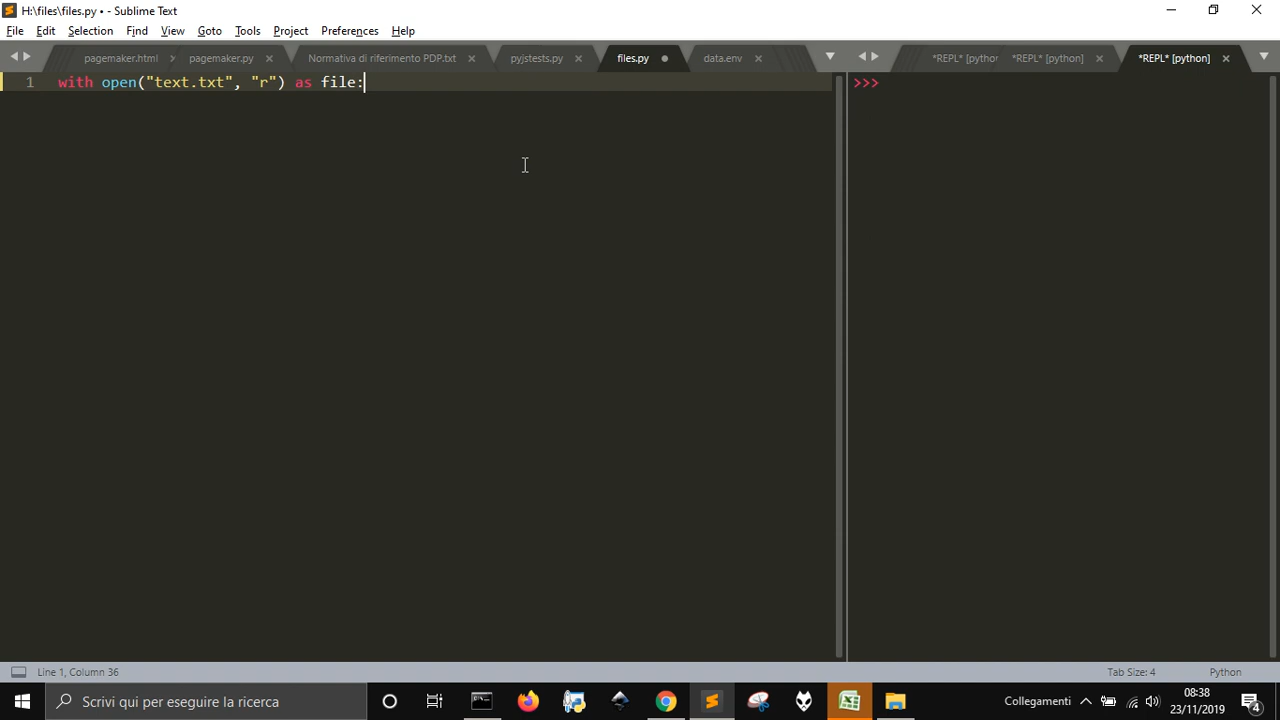 H:\files\files.py • - Sublime Text
File Edit Selection Find View Goto Tools Project Preferences Help
pagemaker.html pagemaker.py Normativa di riferimento PDP.txt pyjstests.py files.py data.env *REPL* [python *REPL* [python] *REPL* [python]
1 with open("text.txt", "r") as file:
>>>
Line 1, Column 36 Tab Size: 4 Python
Scrivi qui per eseguire la ricerca
Collegamenti
08:38
23/11/2019
4